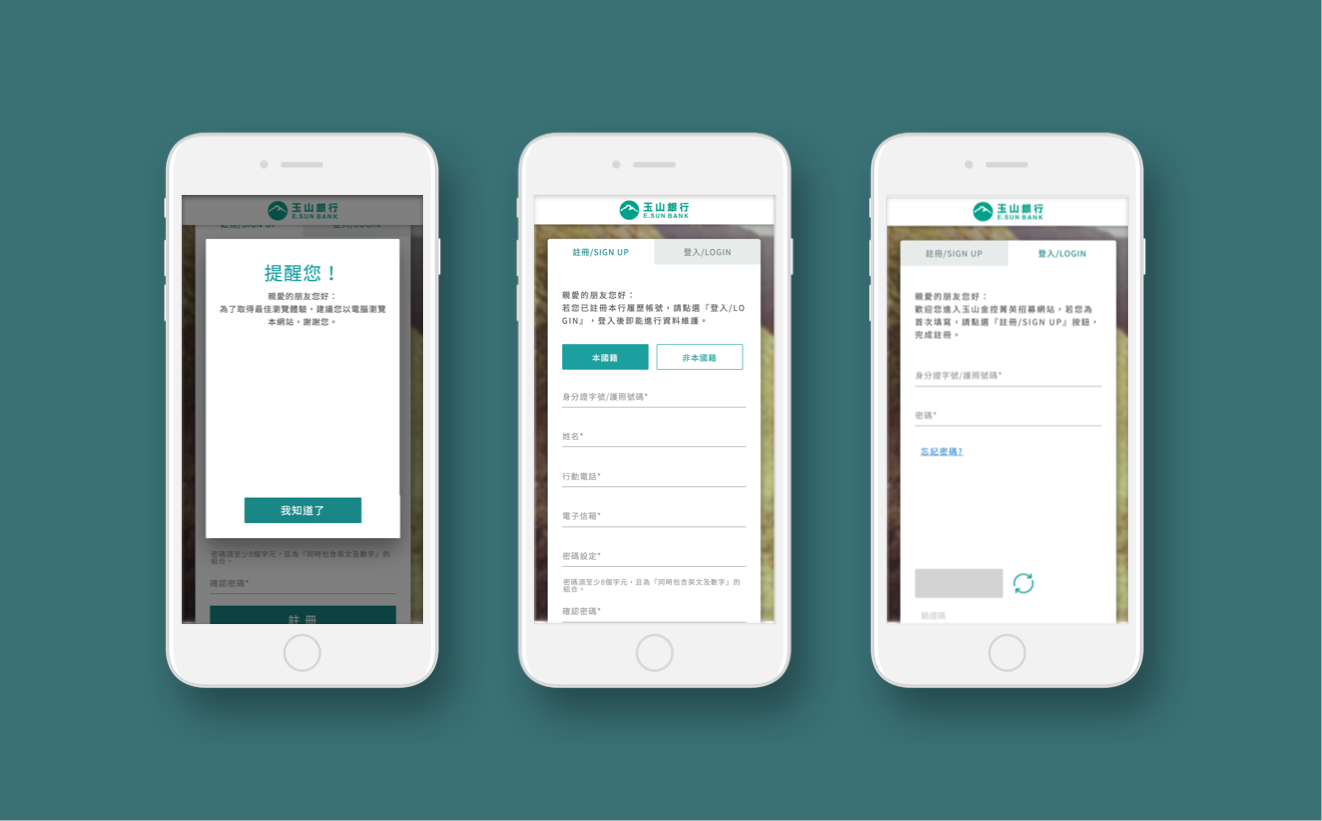 玉山銀行
E.SUN BANK
註冊/SIGN UP
登入/LOGIN
提醒您！
親愛的朋友您好：
為了取得最佳瀏覽體驗，建議您以電腦瀏覽
本網站，謝謝您。
我知道了
密碼須至少8個字元，且為『同時包含英文及數字』的
組合。
確認密碼*
註 冊
玉山銀行
E.SUN BANK
註冊/SIGN UP
登入/LOGIN
親愛的朋友您好：
若您已註冊本行履歷帳號，請點選『登入/LO
GIN』，登入後即能進行資料維護。
本國籍
非本國籍
身分證字號/護照號碼*
姓名*
行動電話*
電子信箱*
密碼設定*
密碼須至少8個字元，且為『同時包含英文及數字』的
組合。
確認密碼*
玉山銀行
E.SUN BANK
註冊/SIGN UP
登入/LOGIN
親愛的朋友您好：
歡迎您進入玉山金控菁英招募網站，若您為
首次填寫，請點選『註冊/SIGN UP』按鈕，
完成註冊。
身分證字號/護照號碼*
密碼*
忘記密碼?
驗證碼